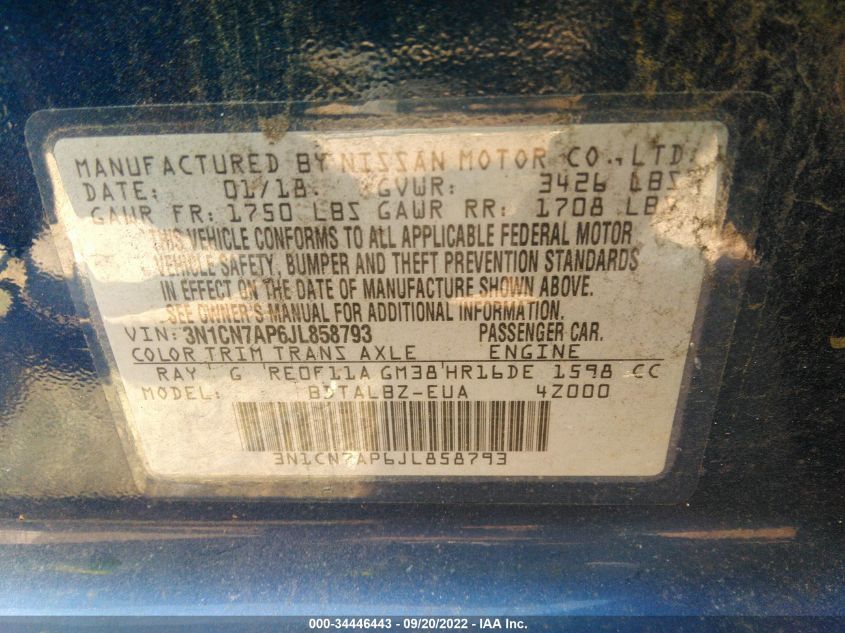 MANUFACTURED BY NISSAN MOTOR CO., LTD.
DATE: 01/18 GVWR: 3426 LBS
GAWR FR: 1750 LBS GAWR RR: 1708 LBS
THIS VEHICLE CONFORMS TO ALL APPLICABLE FEDERAL MOTOR
VEHICLE SAFETY, BUMPER AND THEFT PREVENTION STANDARDS
IN EFFECT ON THE DATE OF MANUFACTURE SHOWN ABOVE.
SEE OWNER'S MANUAL FOR ADDITIONAL INFORMATION.
VIN: 3N1CN7AP6JL858793 PASSENGER CAR.
COLOR TRIM TRANS AXLE ENGINE
RAY G RE0F11A GM38 HR16DE 1598 CC
MODEL: BDTALBZ-EUA 4Z000
3N1CN7AP6JL858793
000-34446443 - 09/20/2022 - IAA Inc.